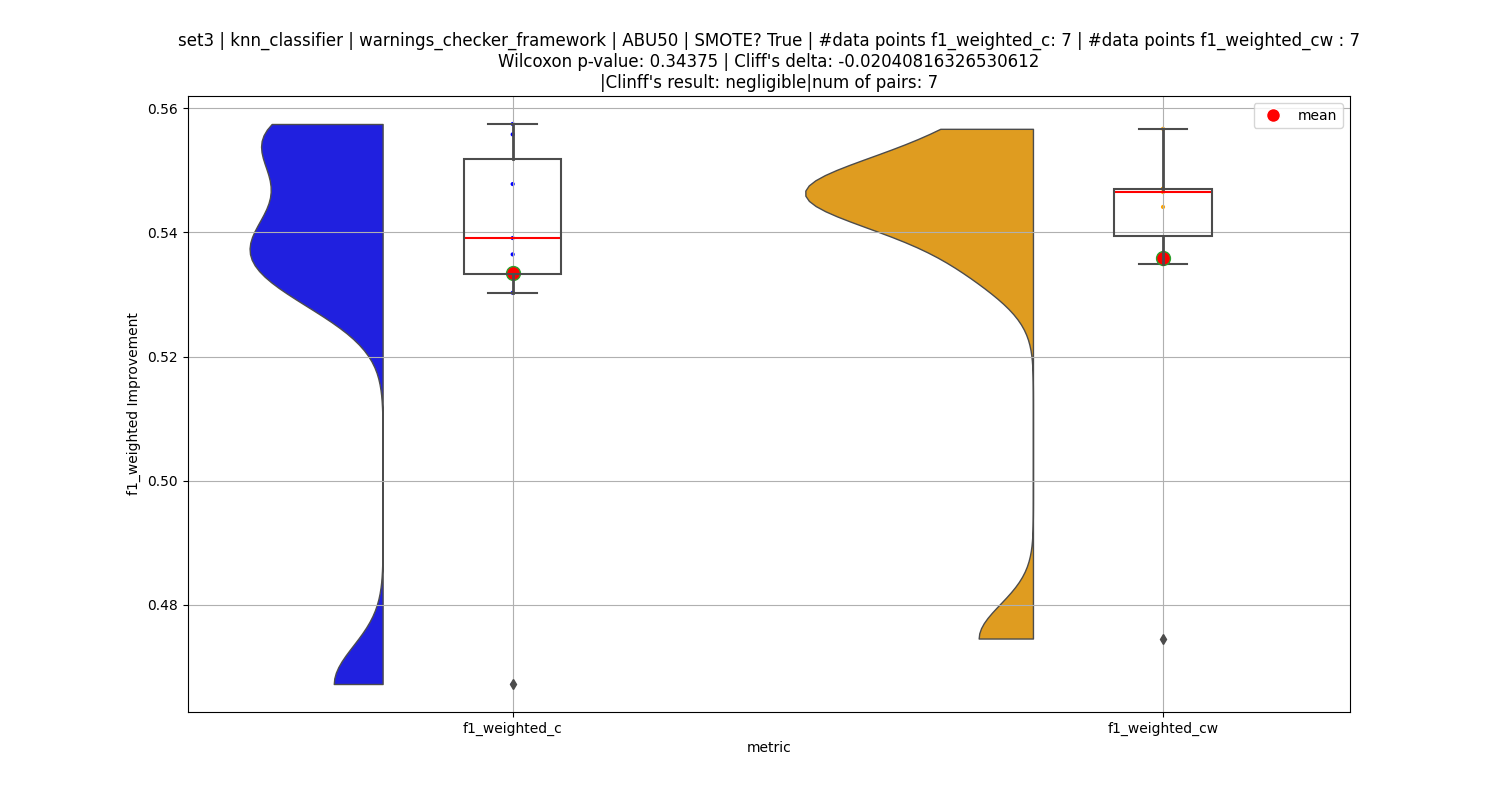 set3 | knn_classifier | warnings_checker_framework | ABU50 | SMOTE? True | #data points f1_weighted_c: 7 | #data points f1_weighted_cw : 7
Wilcoxon p-value: 0.34375 | Cliff's delta: -0.02040816326530612
|Clinff's result: negligible|num of pairs: 7
mean
0.56
0.54
0.52
0.50
0.48
f1_weighted Improvement
f1_weighted_c
f1_weighted_cw
metric